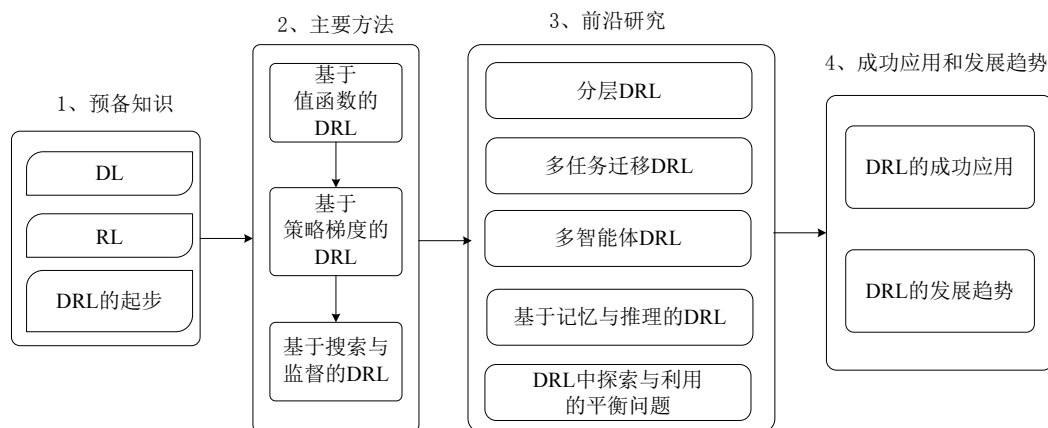 1、预备知识
DL
RL
DRL的起步
2、主要方法
基于
值函数的
DRL
基于
策略梯度的
DRL
基于搜索与
监督的DRL
3、前沿研究
分层DRL
多任务迁移DRL
多智能体DRL
基于记忆与推理的DRL
DRL中探索与利用
的平衡问题
4、成功应用和发展趋势
DRL的成功应用
DRL的发展趋势